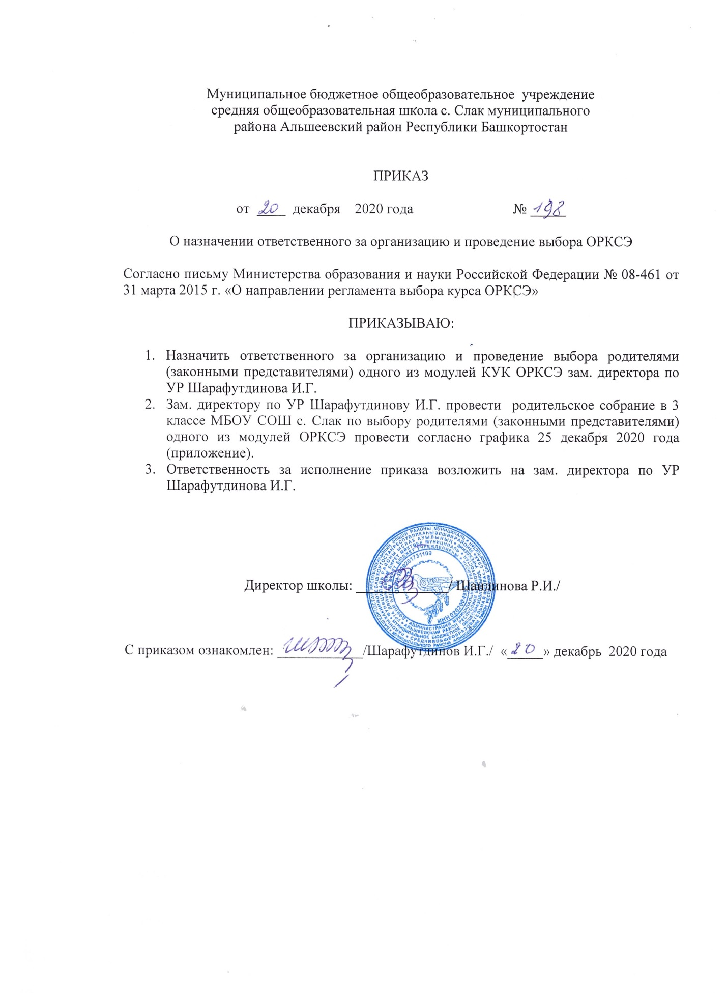 Муниципальное бюджетное общеобразовательное учреждение
средняя общеобразовательная школа с. Слак муниципального
района Альшеевский район Республики Башкортостан
ПРИКАЗ
от 20 декабря 2020 года № 198
О назначении ответственного за организацию и проведение выбора ОРКСЭ
Согласно письму Министерства образования и науки Российской Федерации № 08-461 от
31 марта 2015 г. «О направлении регламента выбора курса ОРКСЭ»
ПРИКАЗЫВАЮ:
1. Назначить ответственного за организацию и проведение выбора родителями
(законными представителями) одного из модулей КУК ОРКСЭ зам. директора по
УР Шарафутдинова И.Г.
2. Зам. директору по УР Шарафутдинову И.Г. провести родительское собрание в 3
классе МБОУ СОШ с. Слак по выбору родителями (законными представителями)
одного из модулей ОРКСЭ провести согласно графика 25 декабря 2020 года
(приложение).
3. Ответственность за исполнение приказа возложить на зам. директора по УР
Шарафутдинова И.Г.
Директор школы: / Шандинова Р.И./
С приказом ознакомлен: /Шарафутдинов И.Г./ «20» декабрь 2020 года